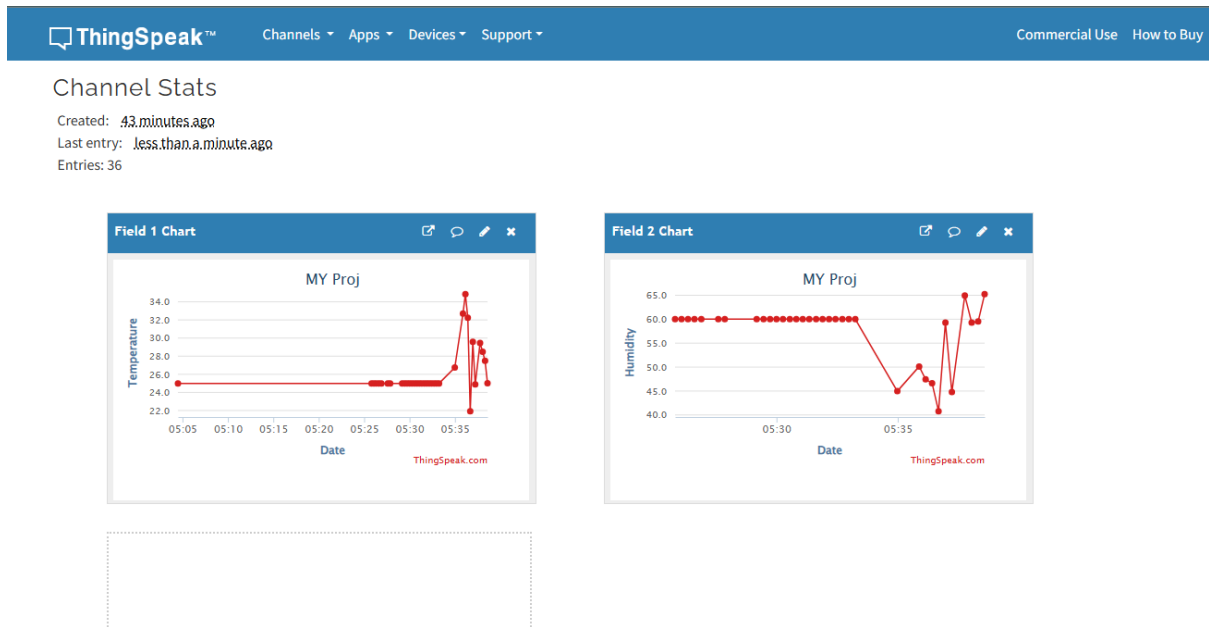 ThingSpeak™ Channels Apps Devices Support Commercial Use How to Buy
Channel Stats
Created: 43 minutes ago
Last entry: less than a minute ago
Entries: 36
Field 1 Chart
MY Proj
Temperature
34.0
32.0
30.0
28.0
26.0
24.0
22.0
05:05 05:10 05:15 05:20 05:25 05:30 05:35
Date
ThingSpeak.com
Field 2 Chart
MY Proj
Humidity
65.0
60.0
55.0
50.0
45.0
40.0
05:30 05:35
Date
ThingSpeak.com